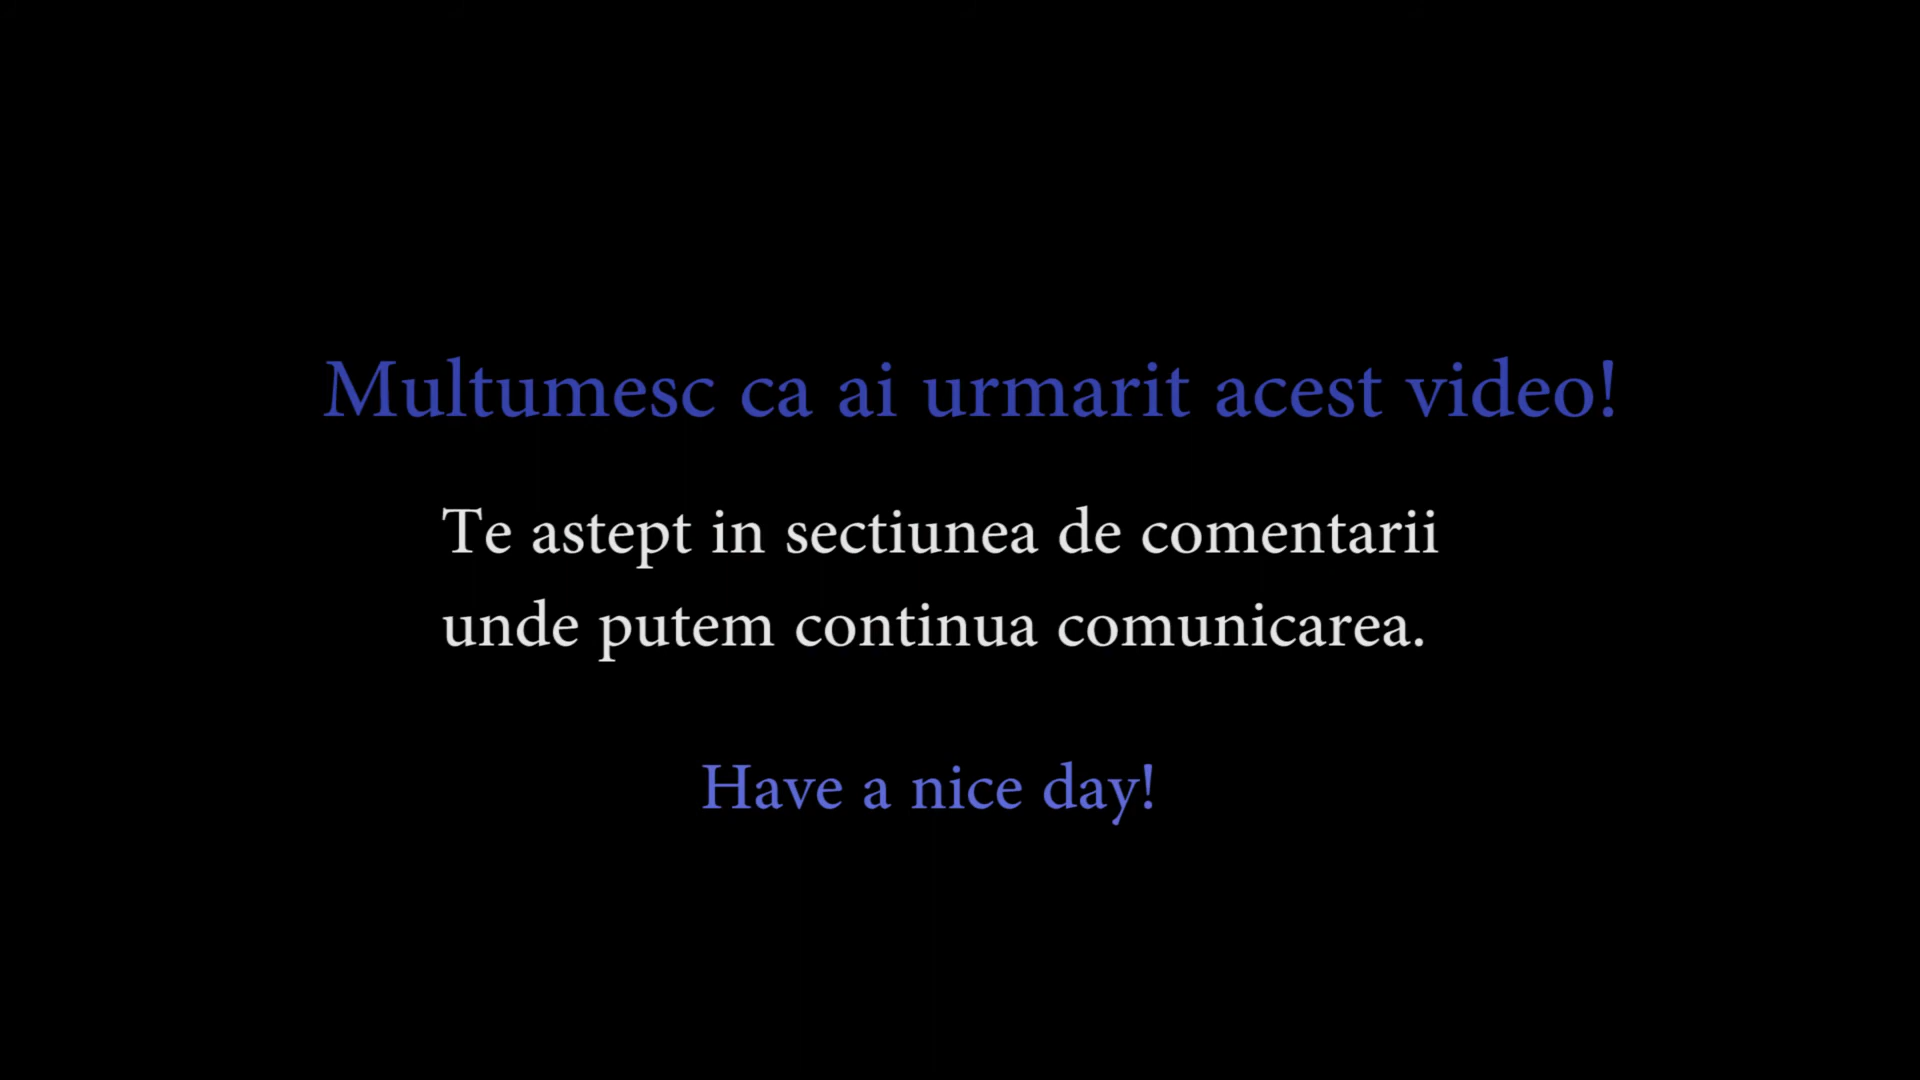 Multumesc ca ai urmarit acest video!
Te astept in sectiunea de comentarii
unde putem continua comunicarea.
Have a nice day!